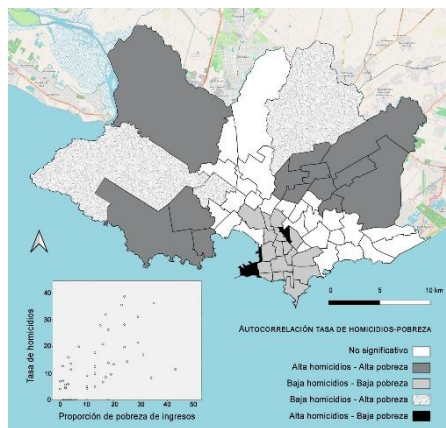 0
5
10 km
AUTOCORRELACIÓN TASA DE HOMICIDIOS-POBREZA
No significativo
Alta homicidios - Alta pobreza
Baja homicidios - Baja pobreza
Baja homicidios - Alta pobreza
Alta homicidios - Baja pobreza
Tasa de homicidios
40
30
20
10
0
0 10 20 30 40 50
Proporción de pobreza de ingresos